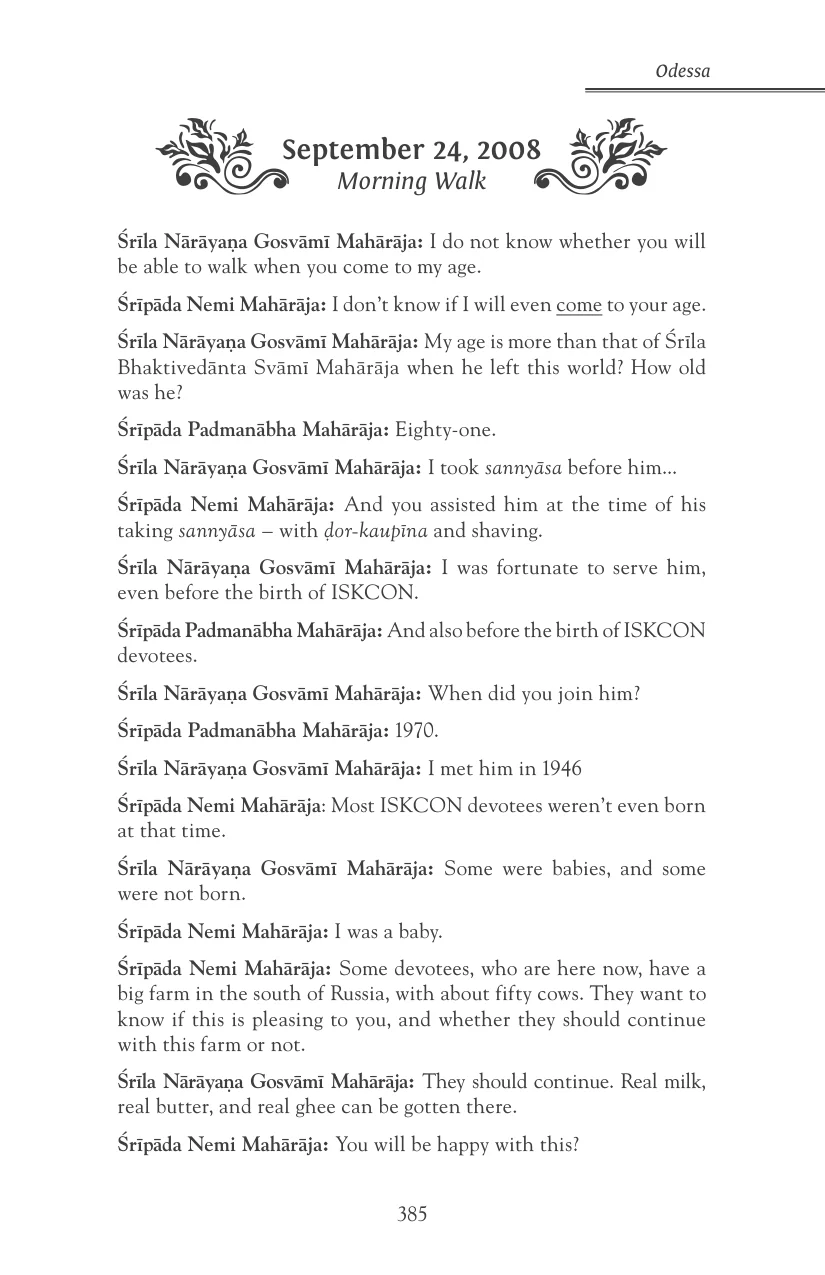 Odessa
September 24, 2008
Morning Walk
Śrīla Nārāyaṇa Gosvāmī Mahārāja: I do not know whether you will
be able to walk when you come to my age.
Śrīpāda Nemi Mahārāja: I don’t know if I will even come to your age.
Śrīla Nārāyaṇa Gosvāmī Mahārāja: My age is more than that of Śrīla
Bhaktivedānta Svāmī Mahārāja when he left this world? How old
was he?
Śrīpāda Padmanābha Mahārāja: Eighty-one.
Śrīla Nārāyaṇa Gosvāmī Mahārāja: I took sannyāsa before him...
Śrīpāda Nemi Mahārāja: And you assisted him at the time of his
taking sannyāsa – with ḍor-kaupīna and shaving.
Śrīla Nārāyaṇa Gosvāmī Mahārāja: I was fortunate to serve him,
even before the birth of ISKCON.
Śrīpāda Padmanābha Mahārāja: And also before the birth of ISKCON
devotees.
Śrīla Nārāyaṇa Gosvāmī Mahārāja: When did you join him?
Śrīpāda Padmanābha Mahārāja: 1970.
Śrīla Nārāyaṇa Gosvāmī Mahārāja: I met him in 1946
Śrīpāda Nemi Mahārāja: Most ISKCON devotees weren’t even born
at that time.
Śrīla Nārāyaṇa Gosvāmī Mahārāja: Some were babies, and some
were not born.
Śrīpāda Nemi Mahārāja: I was a baby.
Śrīpāda Nemi Mahārāja: Some devotees, who are here now, have a
big farm in the south of Russia, with about fifty cows. They want to
know if this is pleasing to you, and whether they should continue
with this farm or not.
Śrīla Nārāyaṇa Gosvāmī Mahārāja: They should continue. Real milk,
real butter, and real ghee can be gotten there.
Śrīpāda Nemi Mahārāja: You will be happy with this?
385